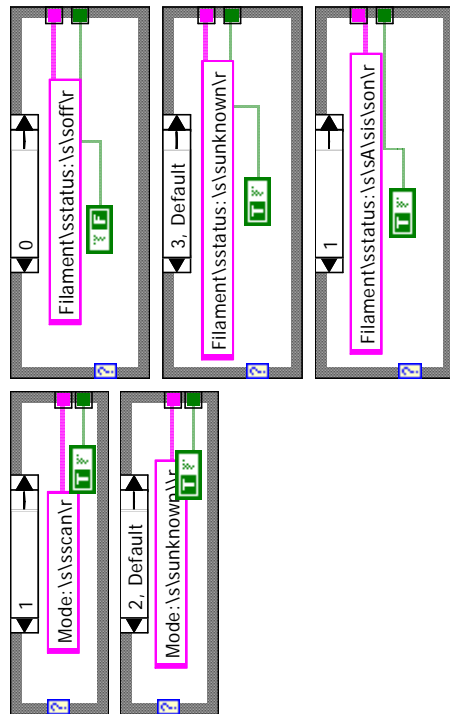 1
Mode:\s\sscan\r
T
?
2, Default
Mode:\s\sunknown\\r
T
?
0
Filament\sstatus:\s\soff\r
F
?
3, Default
Filament\sstatus:\s\sunknown\r
T
?
1
Filament\sstatus:\s\sA\sis\son\r
T
?